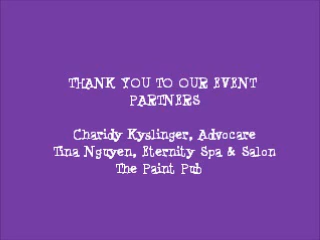 THANK YOU TO OUR EVENT
PARTNERS
Charidy Kyslinger, Advocare
Tina Nguyen, Eternity Spa & Salon
The Paint Pub